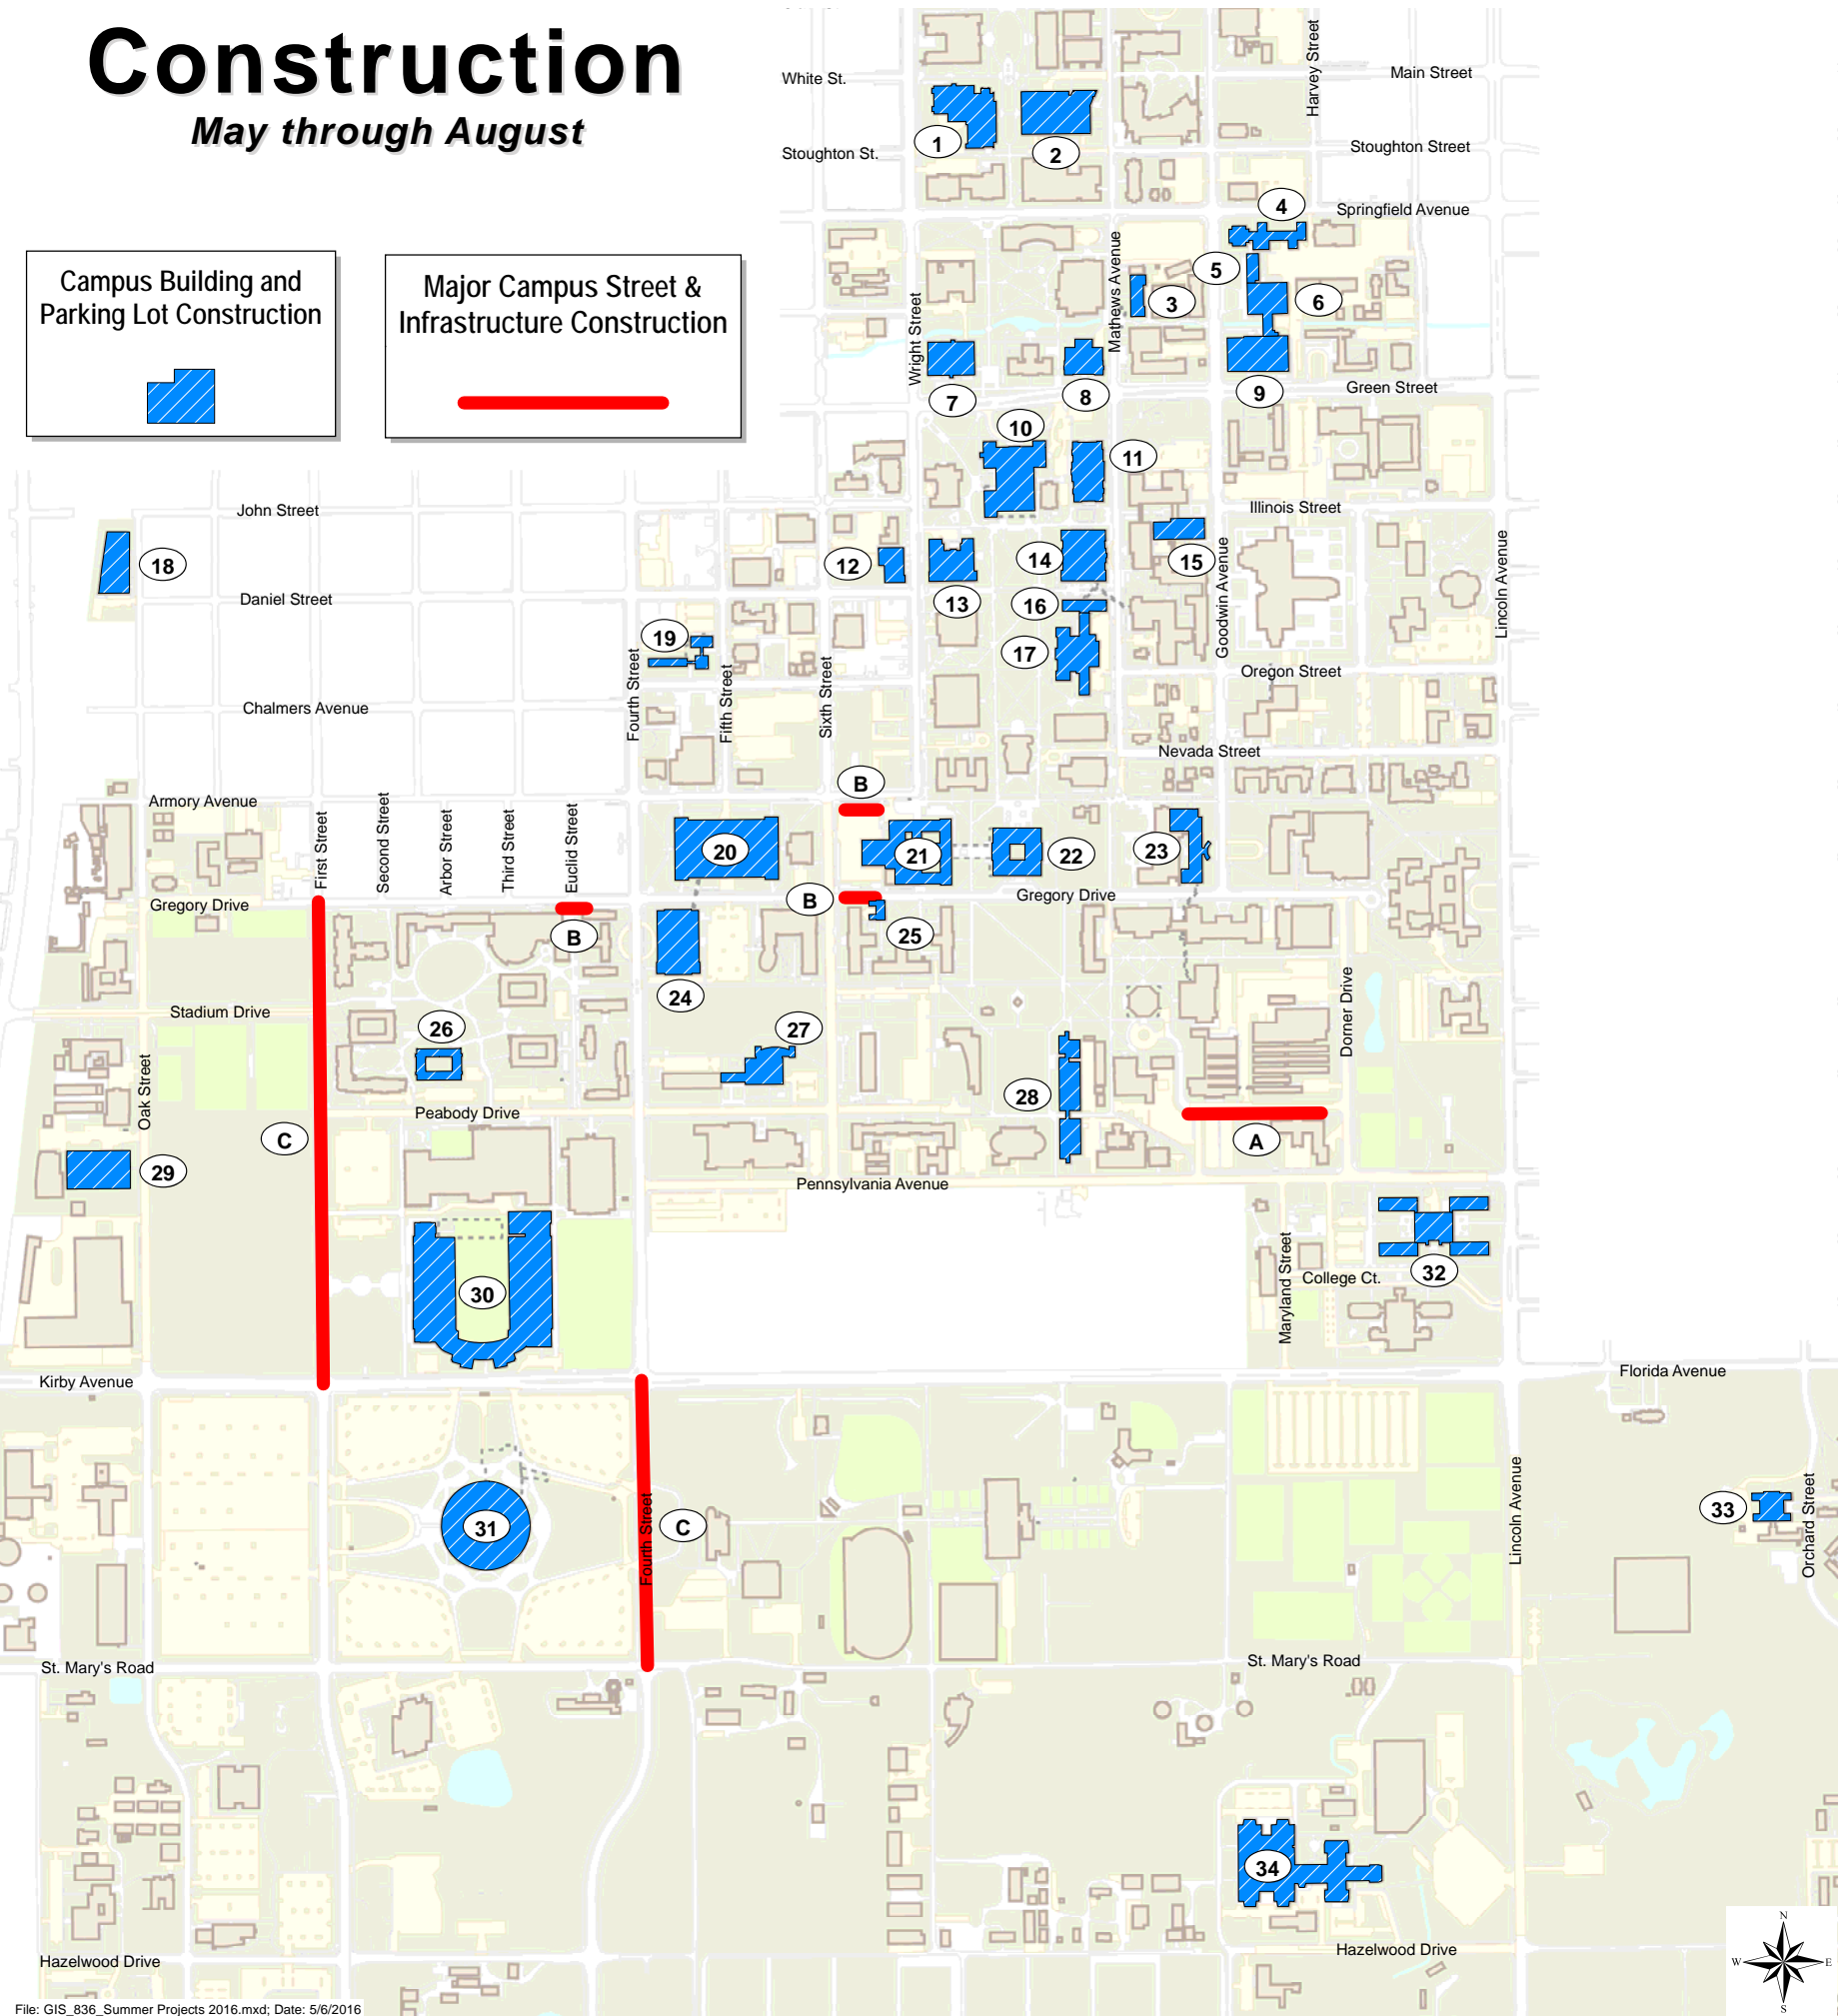 Construction
May through August
Campus Building and
Parking Lot Construction
Major Campus Street &
Infrastructure Construction
White St.
Main Street
Harvey Street
Stoughton St.
Stoughton Street
1
2
4
Springfield Avenue
5
3
6
Mathews Avenue
Wright Street
7
8
9
Green Street
10
11
John Street
Illinois Street
18
12
14
15
Goodwin Avenue
Lincoln Avenue
Daniel Street
13
16
19
17
Fourth Street
Fifth Street
Sixth Street
Oregon Street
Chalmers Avenue
Nevada Street
B
Armory Avenue
First Street
Second Street
Arbor Street
Third Street
Euclid Street
20
21
22
23
Gregory Drive
B
Gregory Drive
B
25
24
Stadium Drive
26
27
Dorner Drive
Oak Street
28
Peabody Drive
C
A
29
Pennsylvania Avenue
30
Maryland Street
College Ct.
32
Kirby Avenue
Florida Avenue
31
Fourth Street
C
Lincoln Avenue
33
Orchard Street
St. Mary's Road
St. Mary's Road
34
Hazelwood Drive
Hazelwood Drive
N
W
E
S
File: GIS_836_Summer Projects 2016.mxd; Date: 5/6/2016